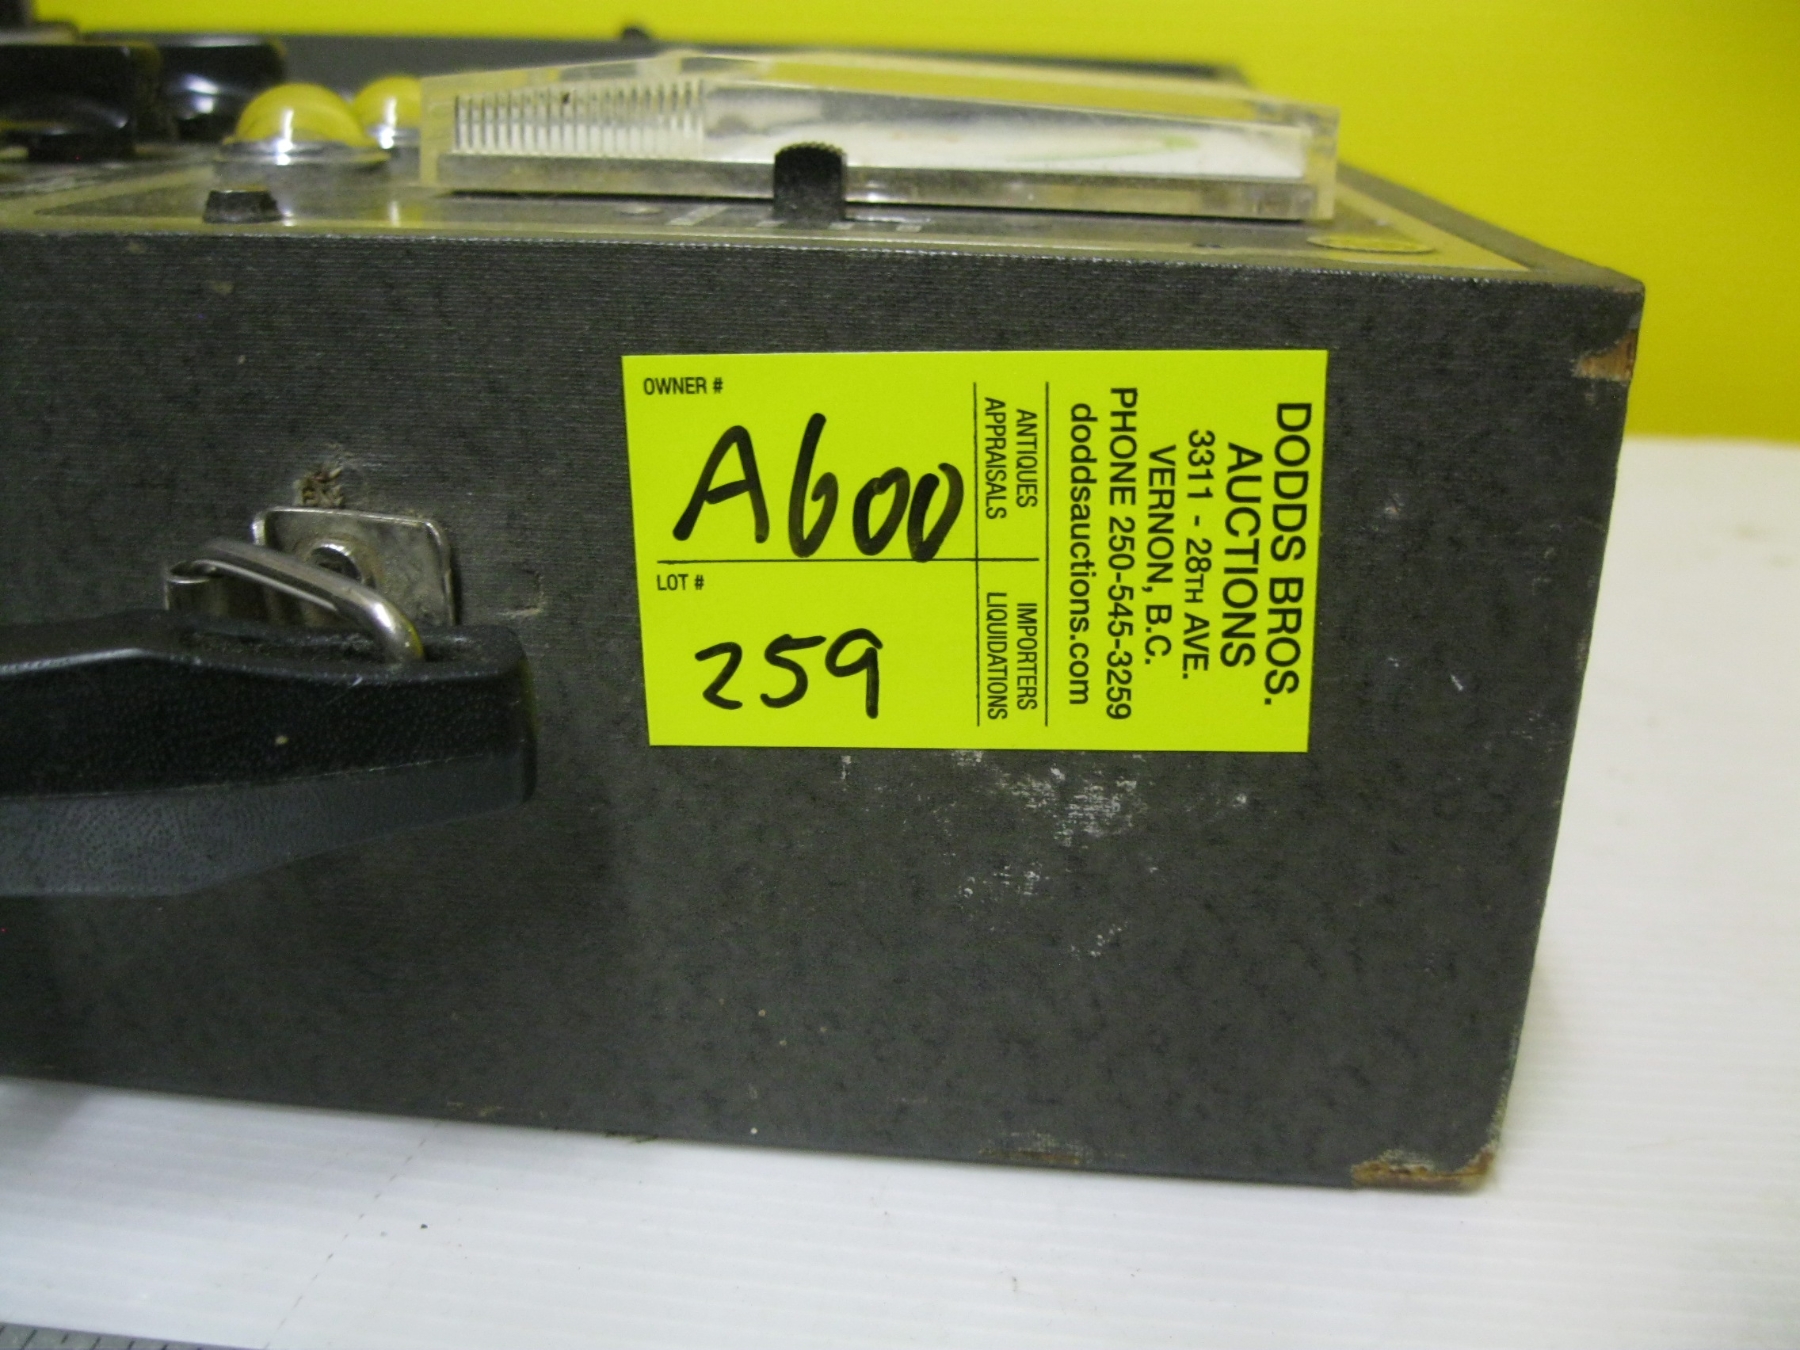 OWNER #
A600
LOT #
259
ANTIQUES
APPRAISALS
IMPORTERS
LIQUIDATIONS
DODDS BROS.
AUCTIONS
3311 - 28TH AVE.
VERNON, B.C.
PHONE 250-545-3259
doddsauctions.com